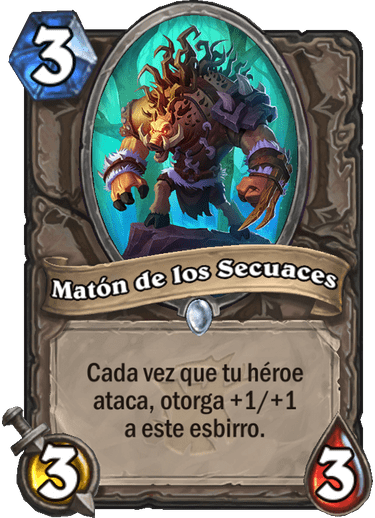 3
Matón de los Secuaces
Cada vez que tu héroe
ataca, otorga +1/+1
a este esbirro.
3
3